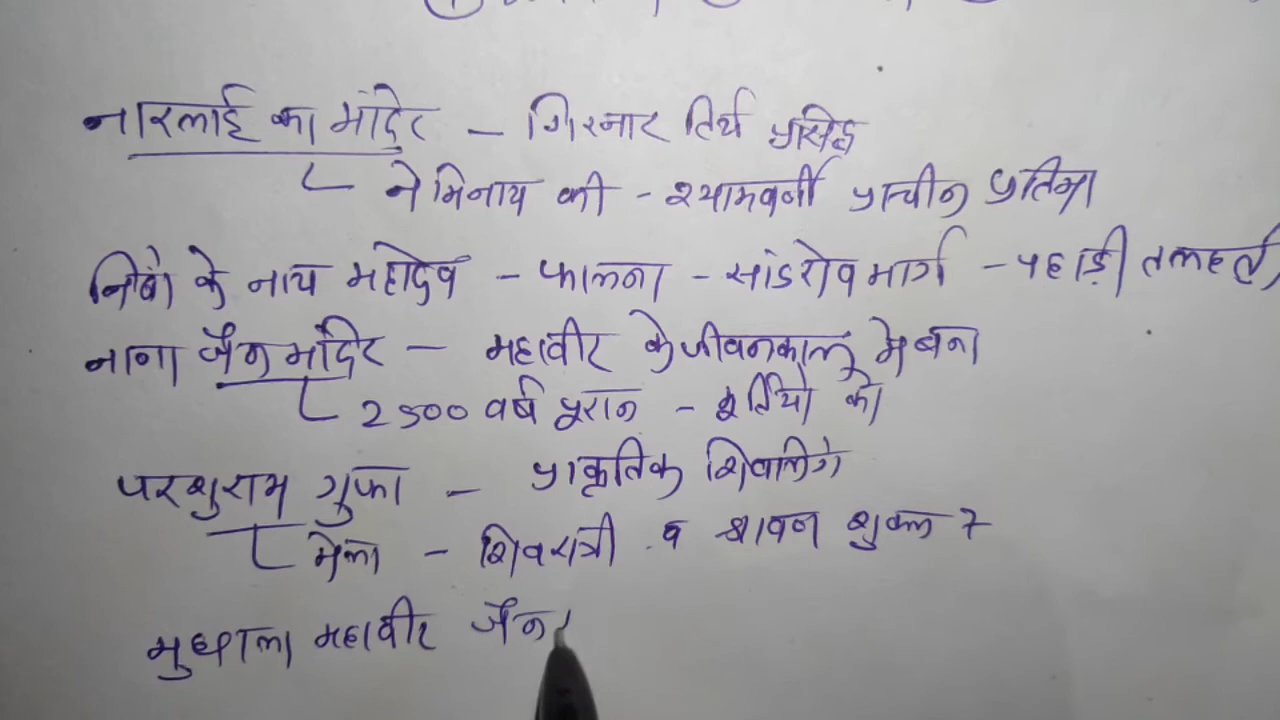 नारलाई का मंदिर - गिरनार तिर्थ प्रसिद्ध
नेमिनाथ की - श्यामवर्णी प्राचीन प्रतिमा
निंबो के नाथ महादेव - फालना - सांडेरोव मार्ग - पहाड़ी तलहटी
नाणा जैन मंदिर - महावीर के जीवनकाल मे बना
2500 वर्ष पूरान - मूर्तियो की
परशुराम गुफा - प्राकृतिक शिवलिंग
मेला - शिवरात्री व श्रावण शुक्ल 7
मुछाला महावीर जैन